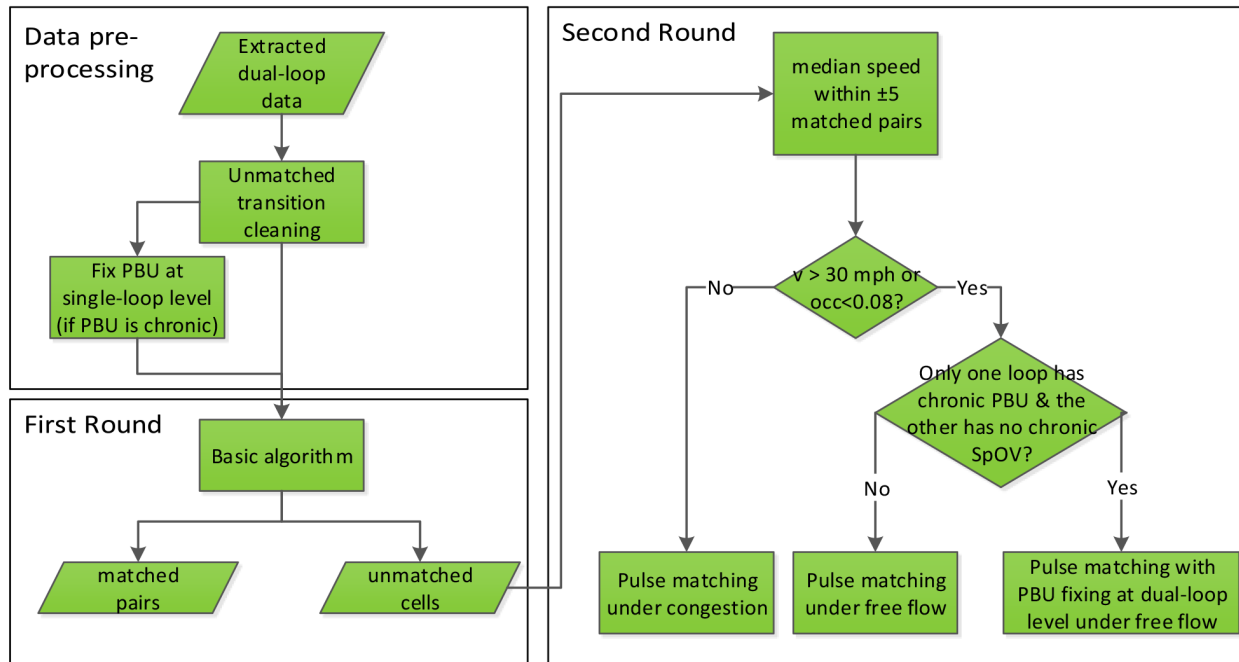 Data pre-
processing
Extracted
dual-loop
data
Unmatched
transition
cleaning
Fix PBU at
single-loop level
(if PBU is chronic)
First Round
Basic algorithm
matched
pairs
unmatched
cells
Second Round
median speed
within ±5
matched pairs
v > 30 mph or
occ<0.08?
No
Yes
Only one loop has
chronic PBU & the
other has no chronic
SpOV?
No
Yes
Pulse matching
under congestion
Pulse matching
under free flow
Pulse matching with
PBU fixing at dual-loop
level under free flow